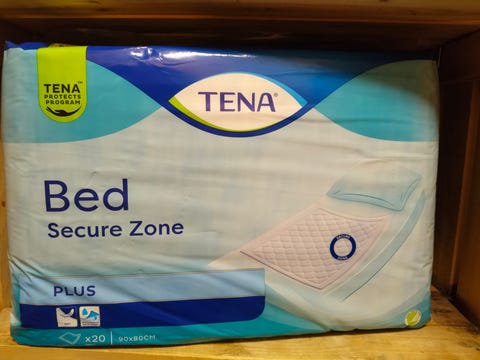 TENA
PROTECTS
PROGRAM
TENA
Bed
Secure Zone
PLUS
x20 90x80CM